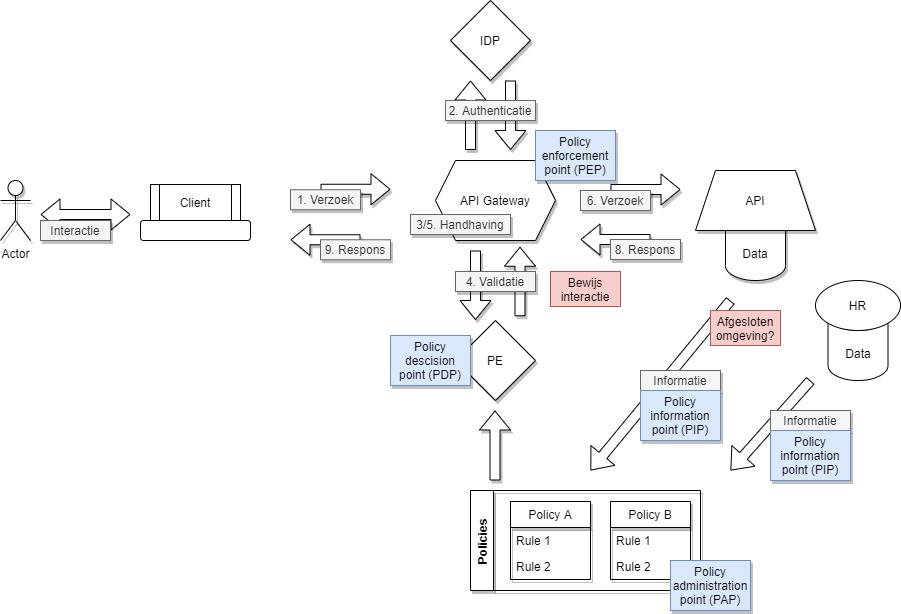 IDP
2. Authenticatie
Policy
enforcement
point (PEP)
Client
1. Verzoek
API Gateway
6. Verzoek
API
Interactie
3/5. Handhaving
Actor
9. Respons
8. Respons
Data
4. Validatie
Bewijs
interactie
HR
Data
Afgesloten
omgeving?
Policy
descision
point (PDP)
PE
Informatie
Policy
information
point (PIP)
Informatie
Policy
information
point (PIP)
Policies
Policy A
Rule 1
Rule 2
Policy B
Rule 1
Rule 2
Policy
administration
point (PAP)